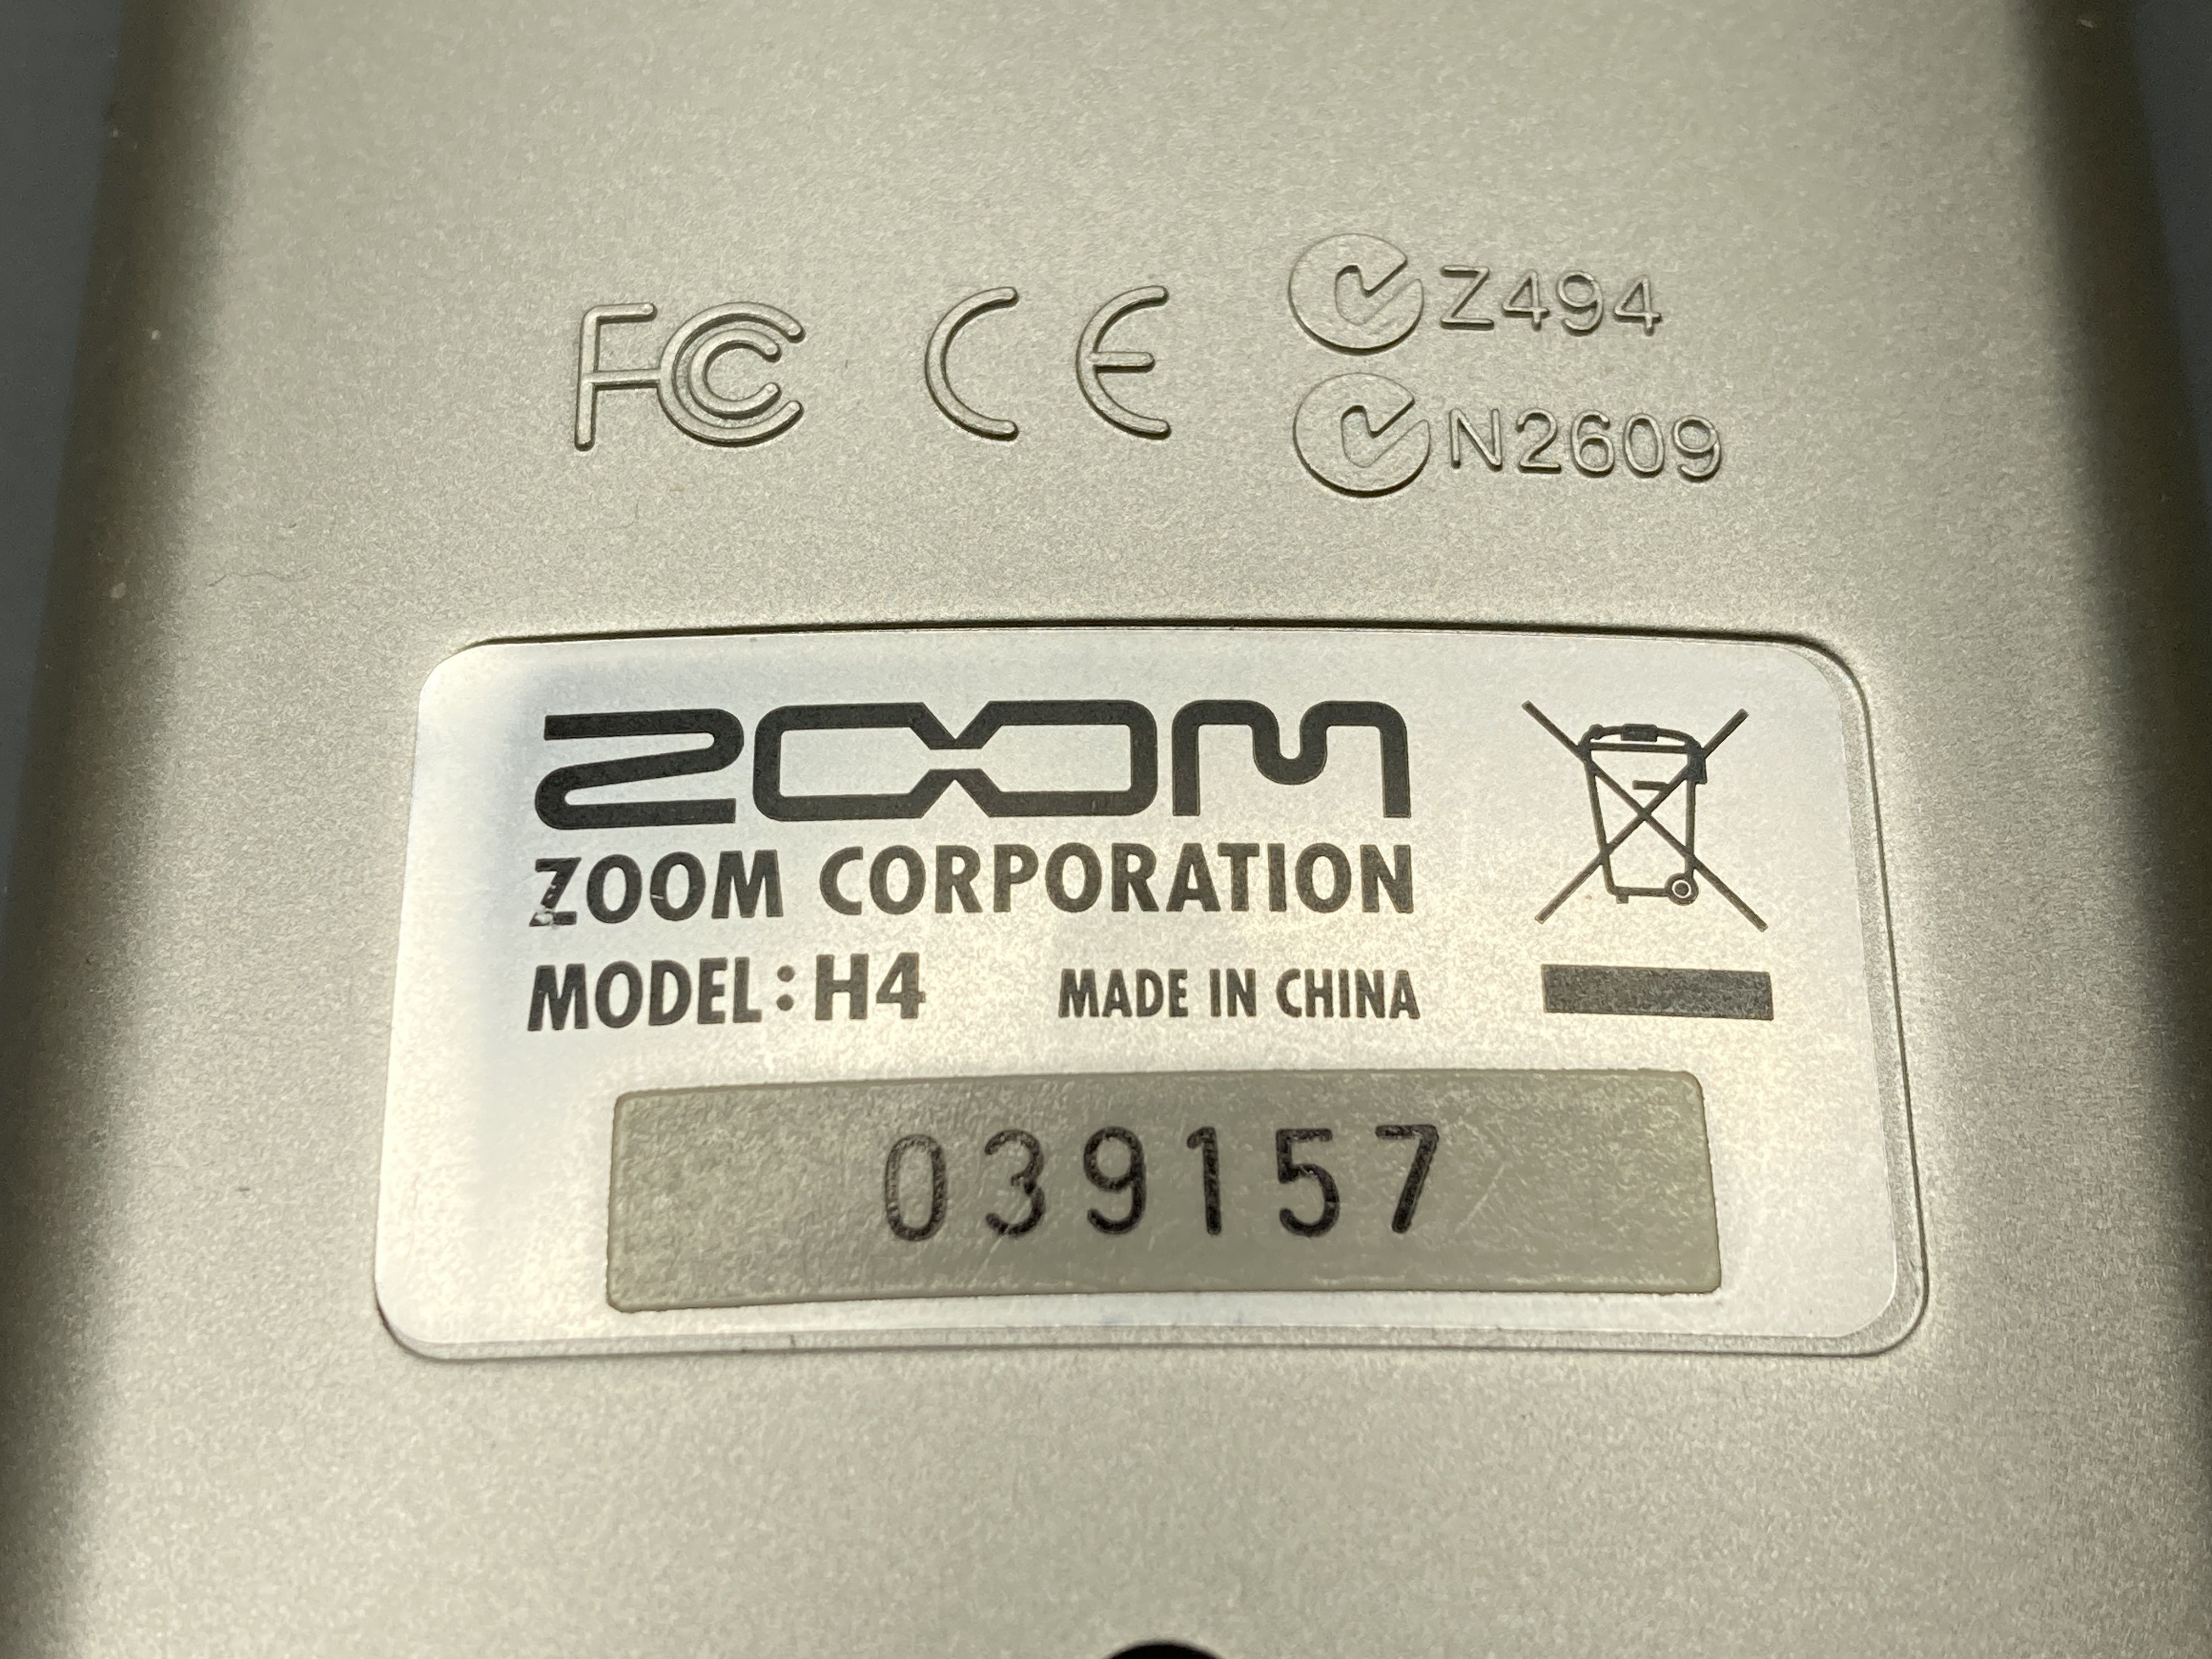 FC CE Z494
N2609
ZOOM
ZOOM CORPORATION
MODEL:H4 MADE IN CHINA
039157